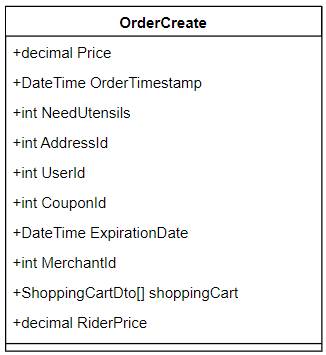 OrderCreate
+decimal Price
+DateTime OrderTimestamp
+int NeedUtensils
+int AddressId
+int UserId
+int CouponId
+DateTime ExpirationDate
+int MerchantId
+ShoppingCartDto[] shoppingCart
+decimal RiderPrice